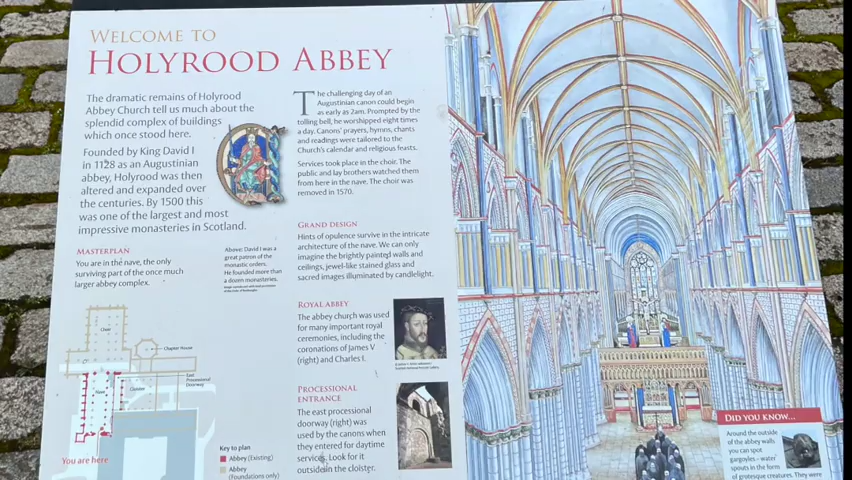 WELCOME TO
HOLYROOD ABBEY
The dramatic remains of Holyrood
Abbey Church tell us much about the
splendid complex of buildings
which once stood here.
Founded by King David I
in 1128 as an Augustinian
abbey, Holyrood was then
altered and expanded over
the centuries. By 1500 this
was one of the largest and most
impressive monasteries in Scotland.
MASTERPLAN
You are in the nave, the only
surviving part of the once much
larger abbey complex.
Above: David I was a
great patron of the
monastic orders.
He founded more than
a dozen monasteries.
Choir
Chapter House
East
Processional
Doorway
Nave
Cloister
You are here
Key to plan
Abbey (Existing)
Abbey
(Foundations only)
The challenging day of an
Augustinian canon could begin
as early as 2am. Prompted by the
tolling bell, he worshipped eight times
a day. Canons' prayers, hymns, chants
and readings were tailored to the
Church's calendar and religious feasts.
Services took place in the choir. The
public and lay brothers watched them
from here in the nave. The choir was
removed in 1570.
GRAND DESIGN
Hints of opulence survive in the intricate
architecture of the nave. We can only
imagine the brightly painted walls and
ceilings, jewel-like stained glass and
sacred images illuminated by candlelight.
ROYAL ABBEY
The abbey church was used
for many important royal
ceremonies, including the
coronations of James V
(right) and Charles I.
PROCESSIONAL
ENTRANCE
The east processional
doorway (right) was
used by the canons when
they entered for daytime
services. Look for it
outside in the cloister.
DID YOU KNOW...
Around the outside
of the abbey walls
you can spot
gargoyles - water
spouts in the form
of grotesque creatures. They were